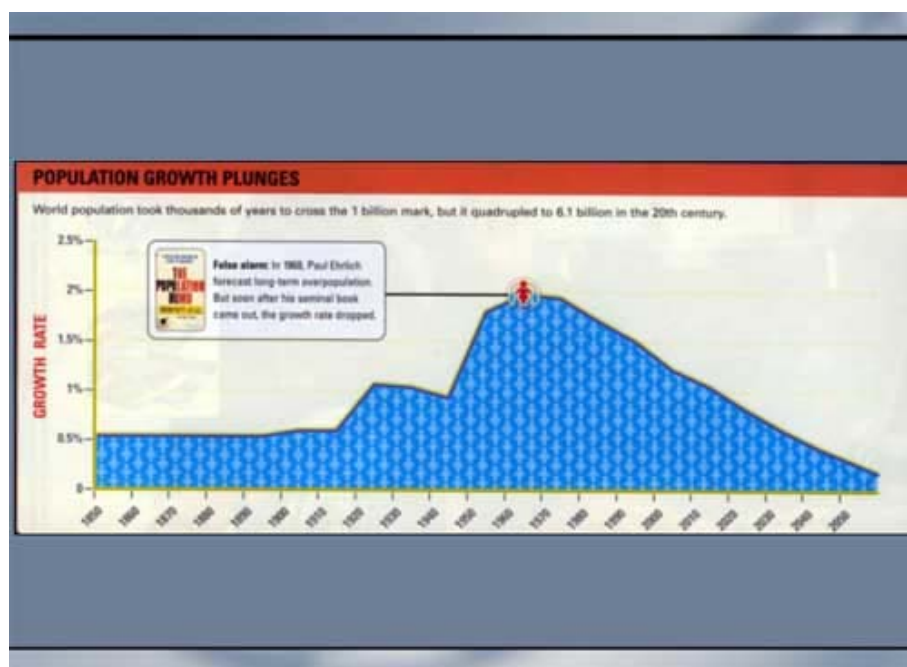 POPULATION GROWTH PLUNGES
World population took thousands of years to cross the 1 billion mark, but it quadrupled to 6.1 billion in the 20th century.
2.5%
THE
POPULATION
BOMB
False alarm: In 1968, Paul Ehrlich
forecast long-term overpopulation.
But soon after his seminal book
came out, the growth rate dropped.
2%
1.5%
1%
0.5%
0
GROWTH RATE
1850
1860
1870
1880
1890
1900
1910
1920
1930
1940
1950
1960
1970
1980
1990
2000
2010
2020
2030
2040
2050